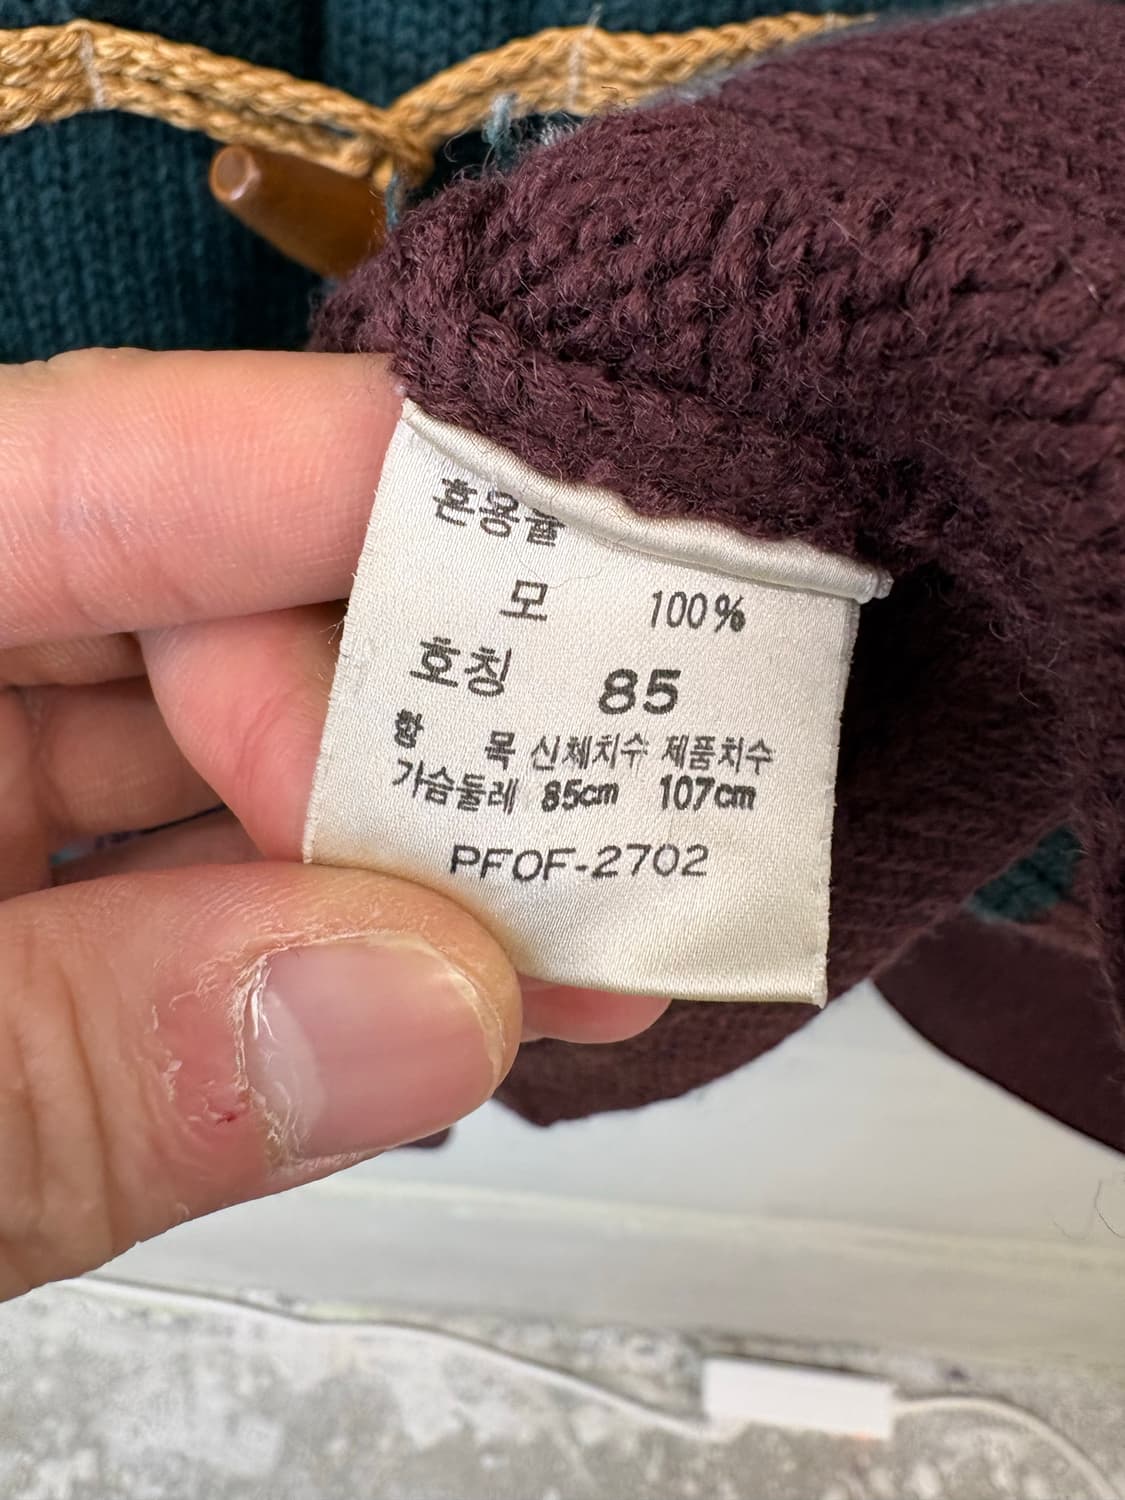 혼용율
모 100%
호칭 85
항 목 신체치수 제품치수
가슴둘레 85cm 107cm
PFOF-2702